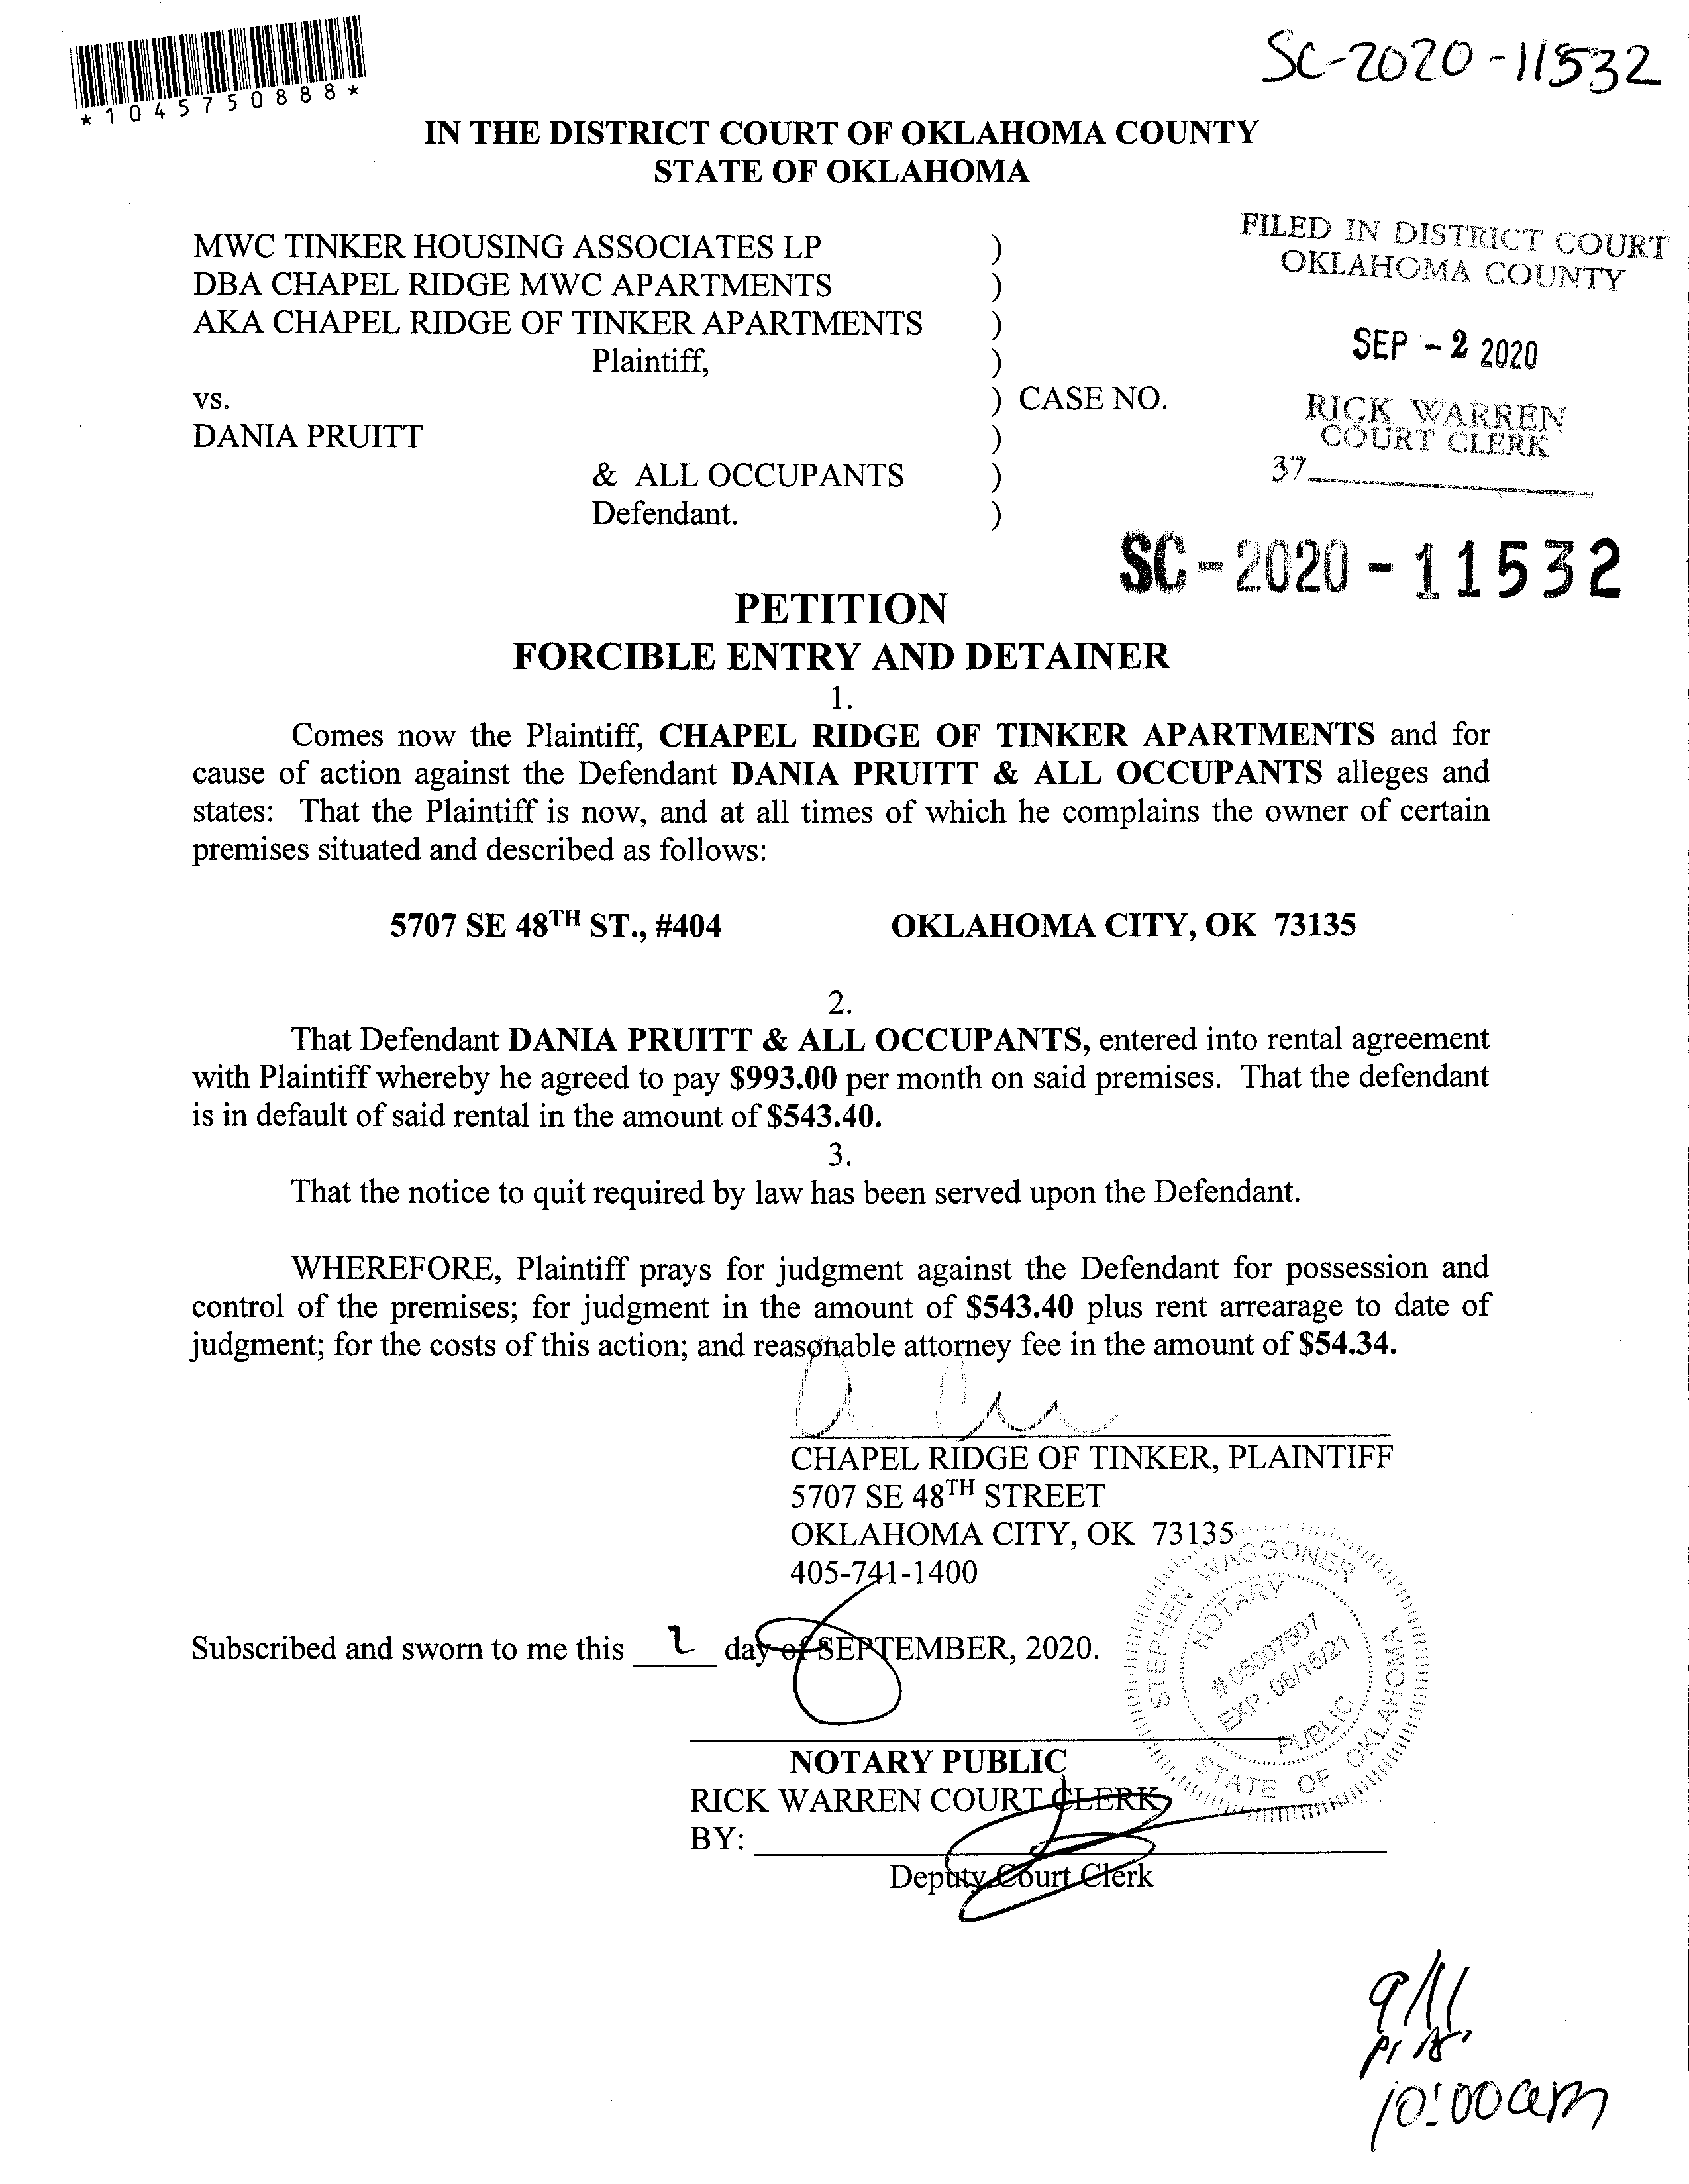 SC-2020-11532
*1045750888*
IN THE DISTRICT COURT OF OKLAHOMA COUNTY
STATE OF OKLAHOMA
MWC TINKER HOUSING ASSOCIATES LP )
DBA CHAPEL RIDGE MWC APARTMENTS )
AKA CHAPEL RIDGE OF TINKER APARTMENTS )
Plaintiff, )
vs. ) CASE NO.
DANIA PRUITT )
& ALL OCCUPANTS )
Defendant. )
FILED IN DISTRICT COURT
OKLAHOMA COUNTY
SEP - 2 2020
RICK WARREN
COURT CLERK
37
SC-2020-11532
PETITION
FORCIBLE ENTRY AND DETAINER
1.
Comes now the Plaintiff, CHAPEL RIDGE OF TINKER APARTMENTS and for
cause of action against the Defendant DANIA PRUITT & ALL OCCUPANTS alleges and
states: That the Plaintiff is now, and at all times of which he complains the owner of certain
premises situated and described as follows:
5707 SE 48TH ST., #404 OKLAHOMA CITY, OK 73135
2.
That Defendant DANIA PRUITT & ALL OCCUPANTS, entered into rental agreement
with Plaintiff whereby he agreed to pay $993.00 per month on said premises. That the defendant
is in default of said rental in the amount of $543.40.
3.
That the notice to quit required by law has been served upon the Defendant.
WHEREFORE, Plaintiff prays for judgment against the Defendant for possession and
control of the premises; for judgment in the amount of $543.40 plus rent arrearage to date of
judgment; for the costs of this action; and reasonable attorney fee in the amount of $54.34.
CHAPEL RIDGE OF TINKER, PLAINTIFF
5707 SE 48TH STREET
OKLAHOMA CITY, OK 73135
405-741-1400
Subscribed and sworn to me this 2 day of SEPTEMBER, 2020.
STEPHEN WAGGONER
NOTARY
#05007507
EXP. 08/15/21
PUBLIC
STATE OF OKLAHOMA
NOTARY PUBLIC
RICK WARREN COURT CLERK
BY:
Deputy Court Clerk
9/11
10:00am